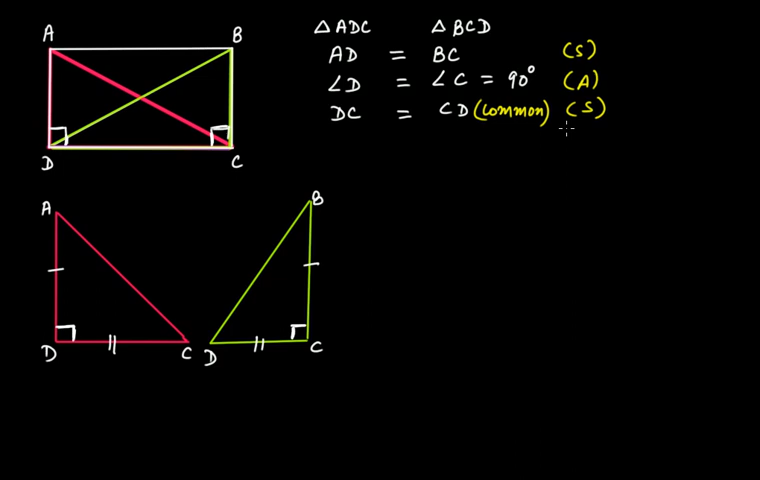 A B
△ADC △BCD
AD = BC (S)
∠D = ∠C = 90° (A)
DC = CD (common) (S)
D C
A B
D C D C